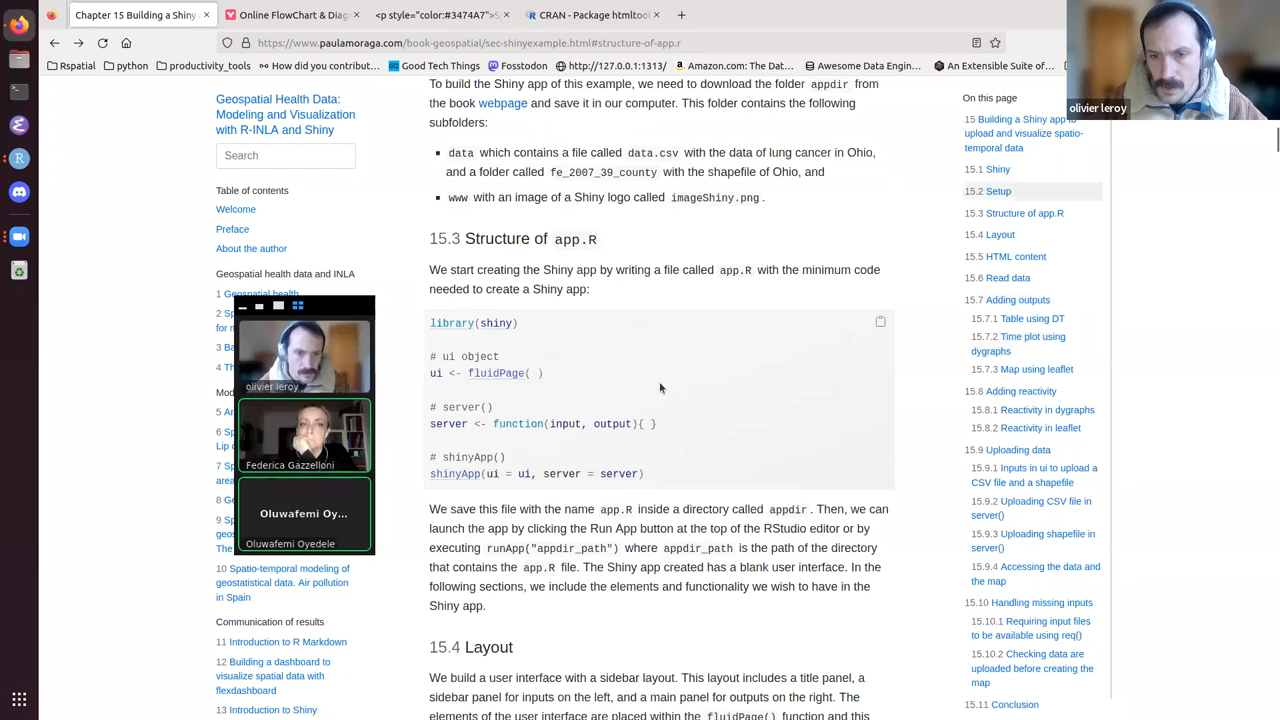 Chapter 15 Building a Shiny
Online FlowChart & Diag
<p style="color:#3474A7">S
CRAN - Package htmltool
https://www.paulamoraga.com/book-geospatial/sec-shinyexample.html#structure-of-app.r
Rspatial
python
productivity_tools
How did you contribut...
Good Tech Things
Fosstodon
http://127.0.0.1:1313/
Amazon.com: The Dat...
Awesome Data Engin...
An Extensible Suite of...
olivier leroy
Geospatial Health Data:
Modeling and Visualization
with R-INLA and Shiny
Search
Table of contents
Welcome
Preface
About the author
Geospatial health data and INLA
1 Geospatial health
olivier leroy
Federica Gazzelloni
Oluwafemi Oy...
Oluwafemi Oyedele
10 Spatio-temporal modeling of
geostatistical data. Air pollution
in Spain
Communication of results
11 Introduction to R Markdown
12 Building a dashboard to
visualize spatial data with
flexdashboard
13 Introduction to Shiny
To build the Shiny app of this example, we need to download the folder appdir from
the book webpage and save it in our computer. This folder contains the following
subfolders:
data which contains a file called data.csv with the data of lung cancer in Ohio,
and a folder called fe_2007_39_county with the shapefile of Ohio, and
www with an image of a Shiny logo called imageShiny.png .
15.3 Structure of app.R
We start creating the Shiny app by writing a file called app.R with the minimum code
needed to create a Shiny app:
library(shiny)
# ui object
ui <- fluidPage( )
# server()
server <- function(input, output){ }
# shinyApp()
shinyApp(ui = ui, server = server)
We save this file with the name app.R inside a directory called appdir . Then, we can
launch the app by clicking the Run App button at the top of the RStudio editor or by
executing runApp("appdir_path") where appdir_path is the path of the directory
that contains the app.R file. The Shiny app created has a blank user interface. In the
following sections, we include the elements and functionality we wish to have in the
Shiny app.
15.4 Layout
We build a user interface with a sidebar layout. This layout includes a title panel, a
sidebar panel for inputs on the left, and a main panel for outputs on the right. The
elements of the user interface are placed within the fluidPage() function and this
On this page
15 Building a Shiny app to
upload and visualize spatio-
temporal data
15.1 Shiny
15.2 Setup
15.3 Structure of app.R
15.4 Layout
15.5 HTML content
15.6 Read data
15.7 Adding outputs
15.7.1 Table using DT
15.7.2 Time plot using
dygraphs
15.7.3 Map using leaflet
15.8 Adding reactivity
15.8.1 Reactivity in dygraphs
15.8.2 Reactivity in leaflet
15.9 Uploading data
15.9.1 Inputs in ui to upload a
CSV file and a shapefile
15.9.2 Uploading CSV file in
server()
15.9.3 Uploading shapefile in
server()
15.9.4 Accessing the data and
the map
15.10 Handling missing inputs
15.10.1 Requiring input files
to be available using req()
15.10.2 Checking data are
uploaded before creating the
map
15.11 Conclusion